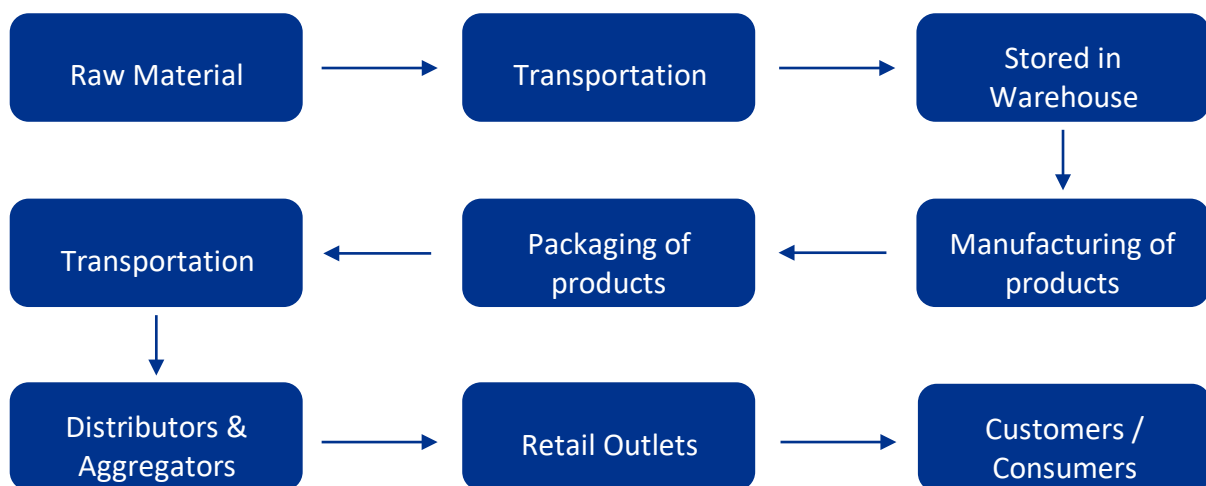 Raw Material
Transportation
Stored in
Warehouse
Transportation
Packaging of
products
Manufacturing of
products
Distributors &
Aggregators
Retail Outlets
Customers /
Consumers